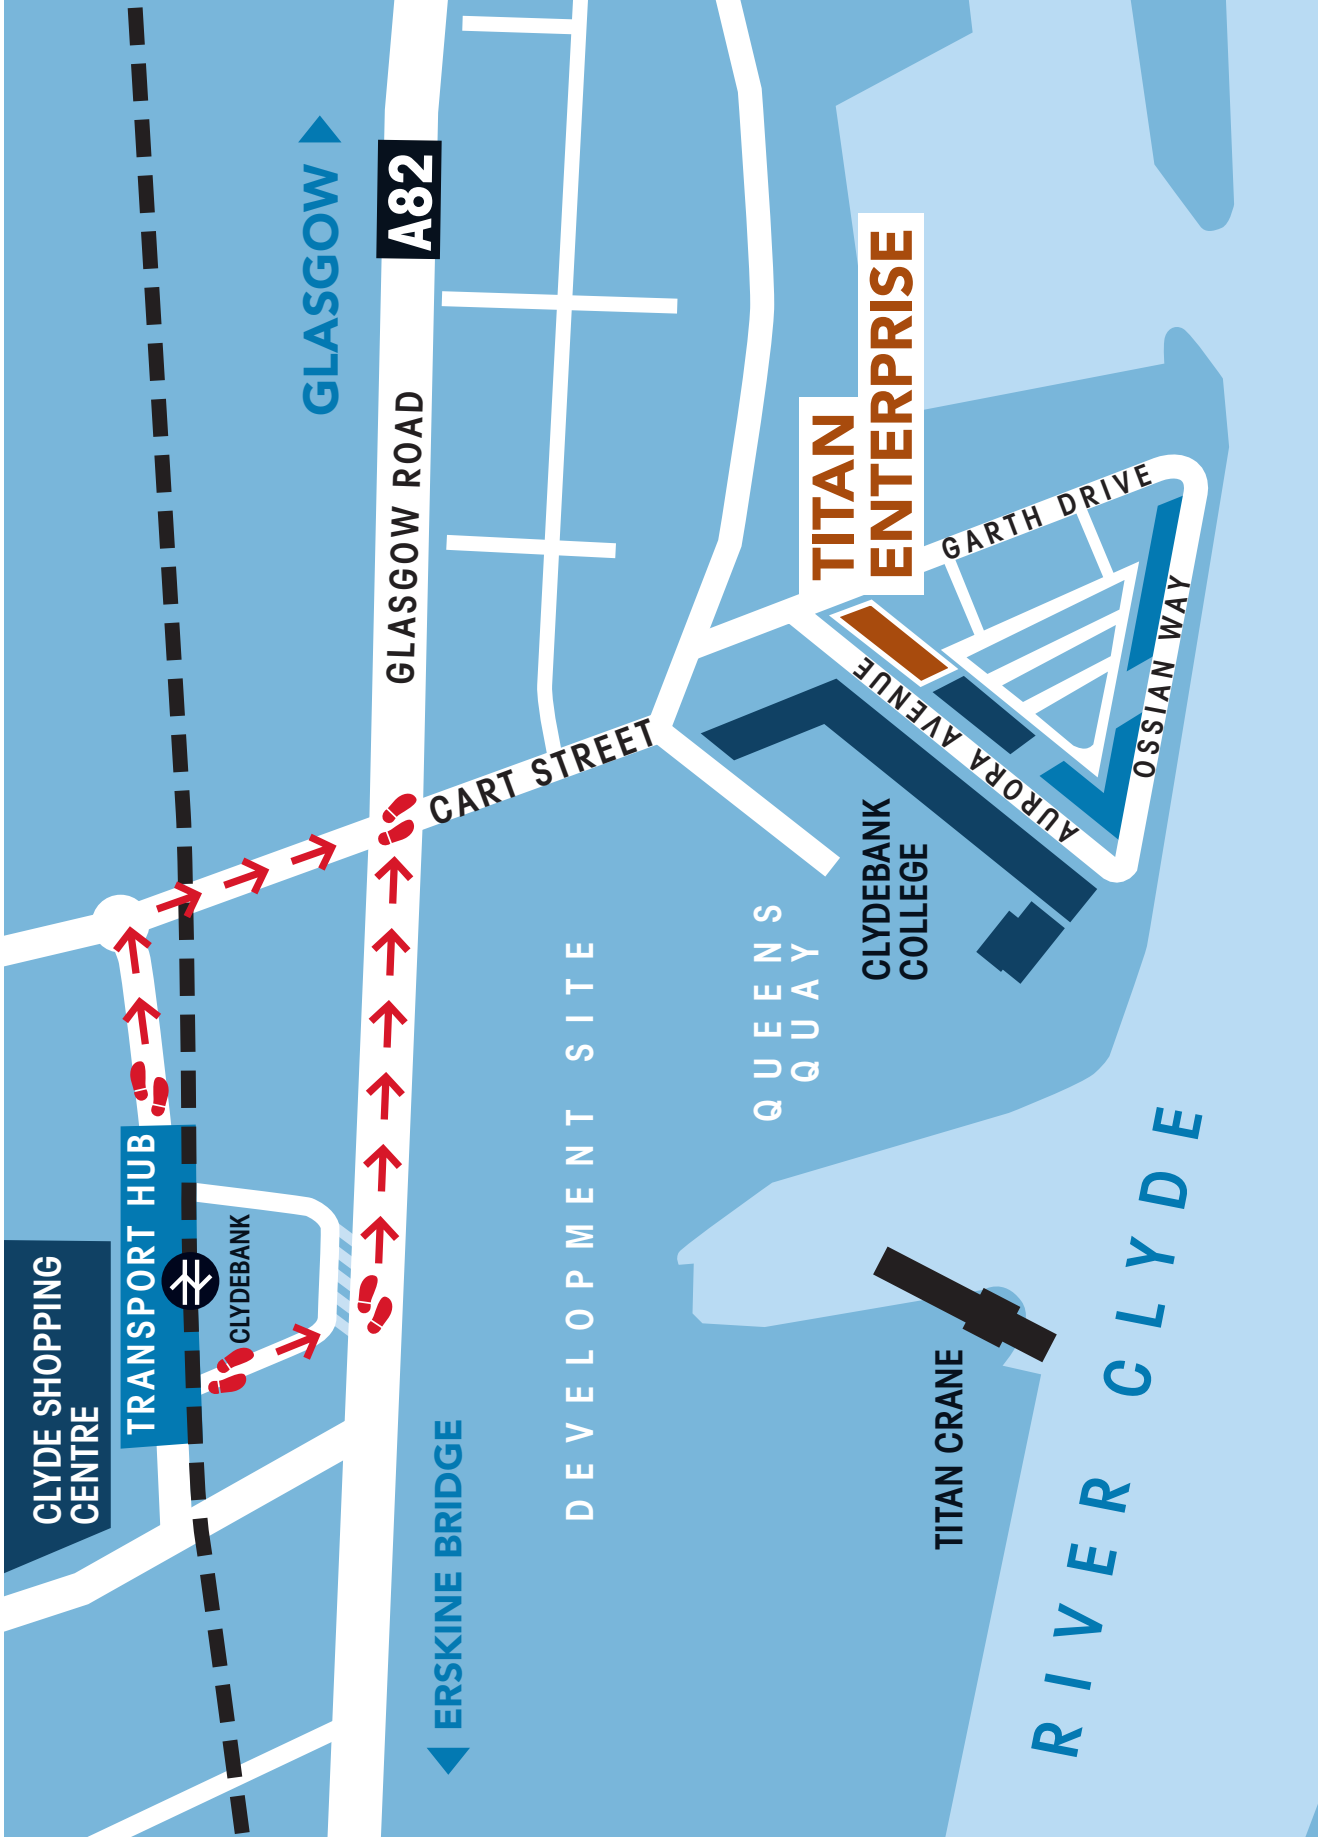 CLYDE SHOPPING
CENTRE
TRANSPORT HUB
CLYDEBANK
GLASGOW
A82
GLASGOW ROAD
ERSKINE BRIDGE
CART STREET
DEVELOPMENT SITE
QUEENS
QUAY
TITAN
ENTERPRISE
GARTH DRIVE
AURORA AVENUE
OSSIAN WAY
CLYDEBANK
COLLEGE
TITAN CRANE
RIVER CLYDE